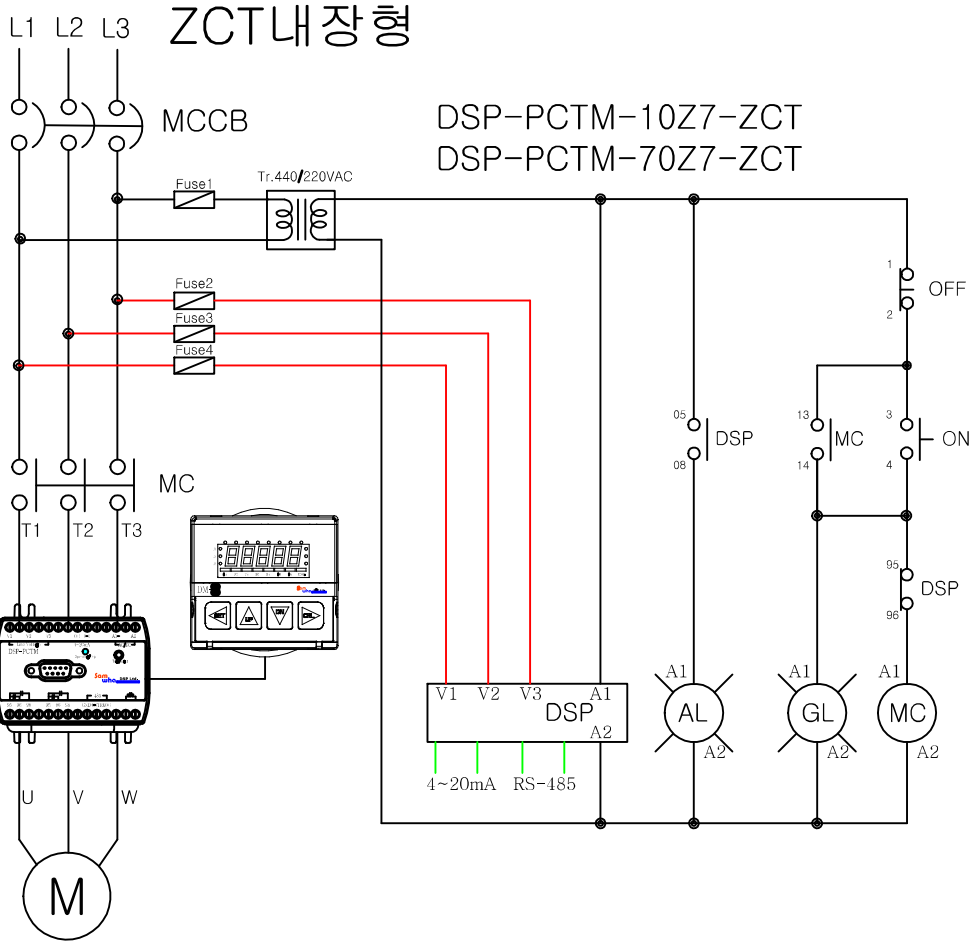 ZCT내장형
L1 L2 L3
MCCB
DSP-PCTM-10Z7-ZCT
DSP-PCTM-70Z7-ZCT
Fuse1
Tr.440/220VAC
Fuse2
Fuse3
Fuse4
1
OFF
2
05
DSP
08
13
MC
14
3
ON
4
MC
T1 T2 T3
95
DSP
96
DSP-PCTM
V1 V2 V3 A1
DSP
A2
4~20mA RS-485
A1
AL
A2
A1
GL
A2
A1
MC
A2
U V W
M